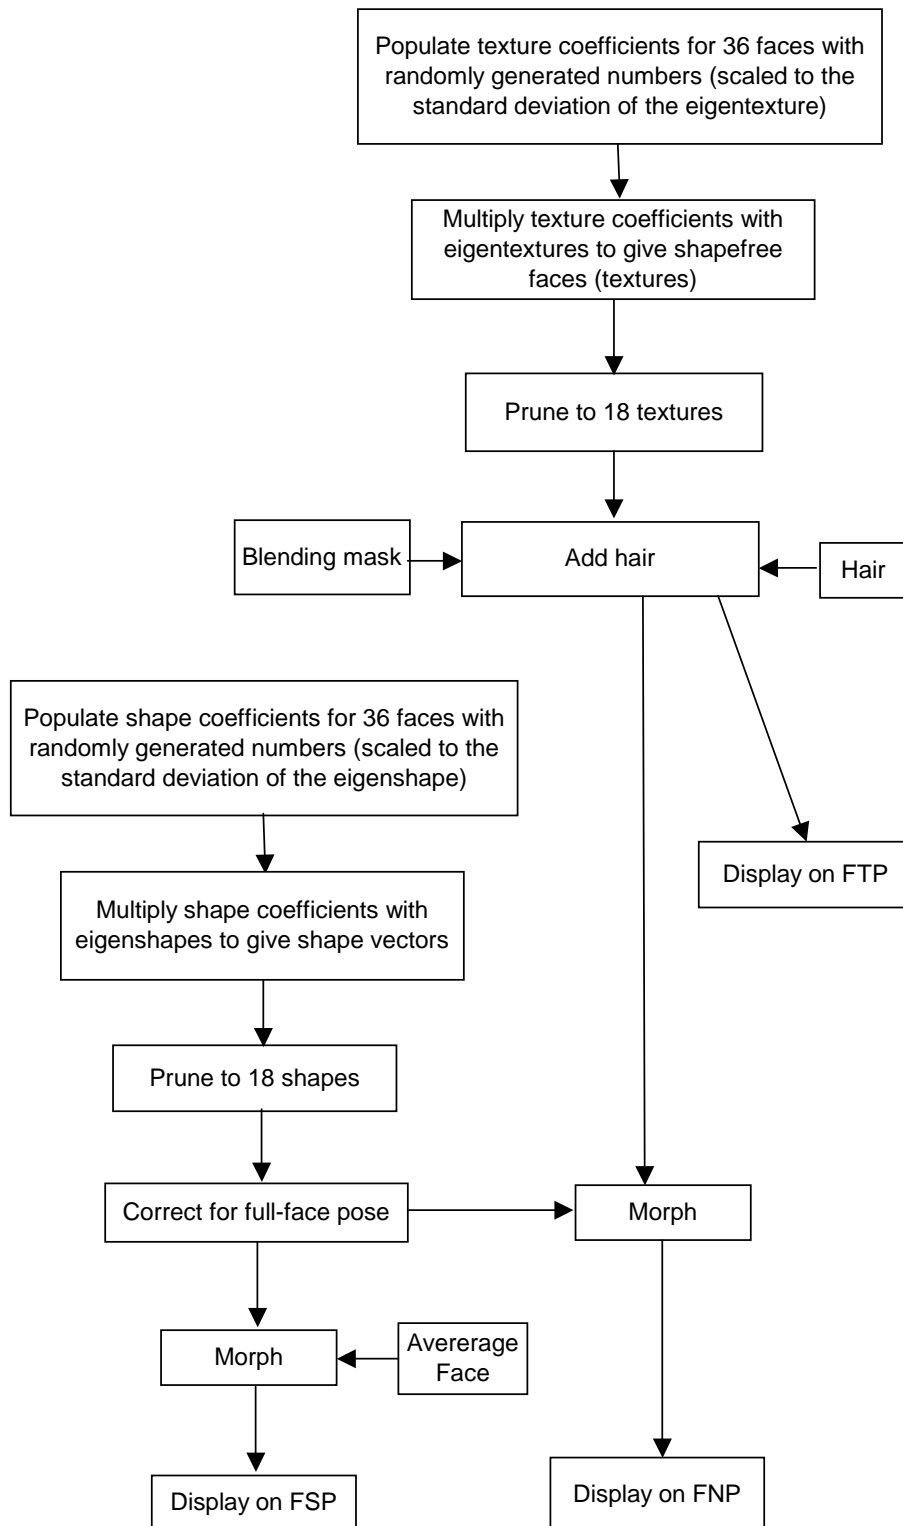 Populate texture coefficients for 36 faces with
randomly generated numbers (scaled to the
standard deviation of the eigentexture)
Multiply texture coefficients with
eigentextures to give shapefree
faces (textures)
Prune to 18 textures
Blending mask
Add hair
Hair
Populate shape coefficients for 36 faces with
randomly generated numbers (scaled to the
standard deviation of the eigenshape)
Display on FTP
Multiply shape coefficients with
eigenshapes to give shape vectors
Prune to 18 shapes
Correct for full-face pose
Morph
Morph
Avererage
Face
Display on FSP
Display on FNP